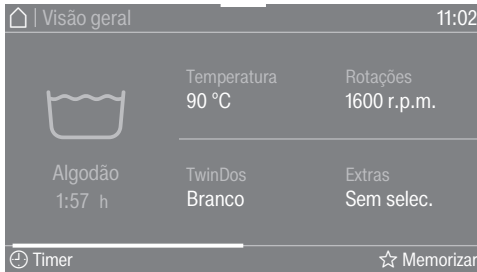 Visão geral
11:02
Temperatura
90 °C
Rotações
1600 r.p.m.
Algodão
1:57 h
TwinDos
Branco
Extras
Sem selec.
Timer
Memorizar